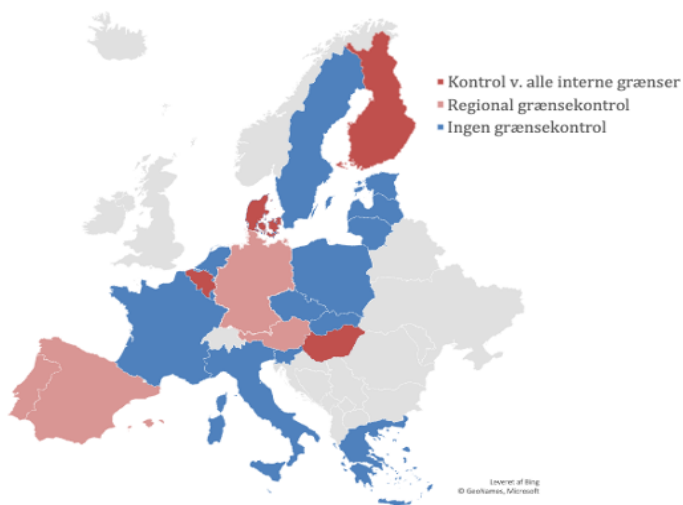 Kontrol v. alle interne grænser
Regional grænsekontrol
Ingen grænsekontrol
Leveret af Bing
© GeoNames, Microsoft